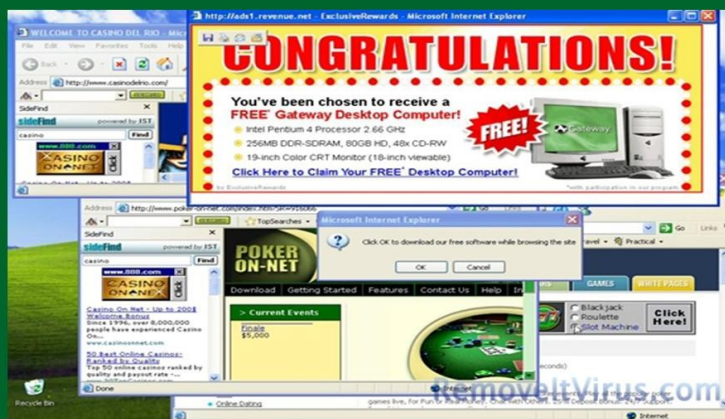 WELCOME TO CASINO DEL RIO - Mic
File Edit View Favorites Tools Help
Back
Address http://www.casinodelrio.com/
SideFind
sideFind powered by IST
casino Find
www.888.com
CASINO
ON NET
Click
http://ads1.revenue.net - ExclusiveRewards - Microsoft Internet Explorer
CONGRATULATIONS!
You've been chosen to receive a
FREE* Gateway Desktop Computer!
Intel Pentium 4 Processor 2.66 GHz
256MB DDR-SDRAM, 80GB HD, 48x CD-RW
19-inch Color CRT Monitor (18-inch viewable)
Click Here to Claim Your FREE* Desktop Computer!
FREE!
Gateway
by ExclusiveRewards
*with participation in our program
Address
TopSearches
Go
SideFind
sideFind powered by IST
casino Find
www.888.com
CASINO
ON NET
Click
Casino On Net - Up to 200$
Welcome Bonus
Since 1996, over 8,000,000
people have experienced Casino
On...
www.casinoonnet.com
50 Best Online Casinos-
Ranked by Quality
Top 50 online casinos ranked by
quality and payout rate -...
Done
POKER
ON-NET
Download Getting Started Features Contact Us Help
> Current Events
Finale
$5,000
Microsoft Internet Explorer
Click OK to download our free software while browsing the site
OK Cancel
Go Links
Travel Practical
GAMES WHITE PAGES
Blackjack
Roulette
Slot Machine
Click
Here!
Internet
Online Dating
RemoveItVirus.com
Internet
Recycle Bin